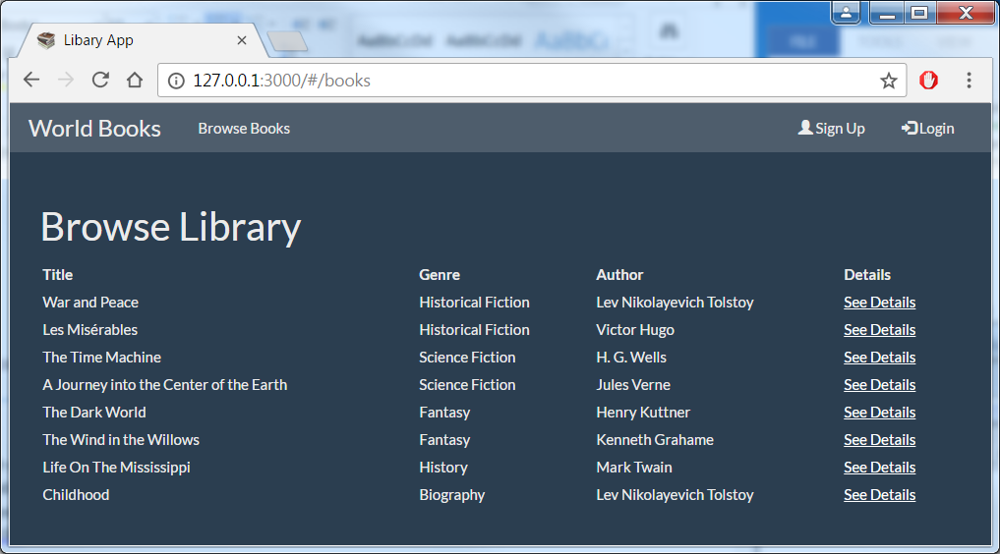 Libary App
127.0.0.1:3000/#/books
World Books Browse Books Sign Up Login
Browse Library
Title Genre Author Details
War and Peace Historical Fiction Lev Nikolayevich Tolstoy See Details
Les Misérables Historical Fiction Victor Hugo See Details
The Time Machine Science Fiction H. G. Wells See Details
A Journey into the Center of the Earth Science Fiction Jules Verne See Details
The Dark World Fantasy Henry Kuttner See Details
The Wind in the Willows Fantasy Kenneth Grahame See Details
Life On The Mississippi History Mark Twain See Details
Childhood Biography Lev Nikolayevich Tolstoy See Details